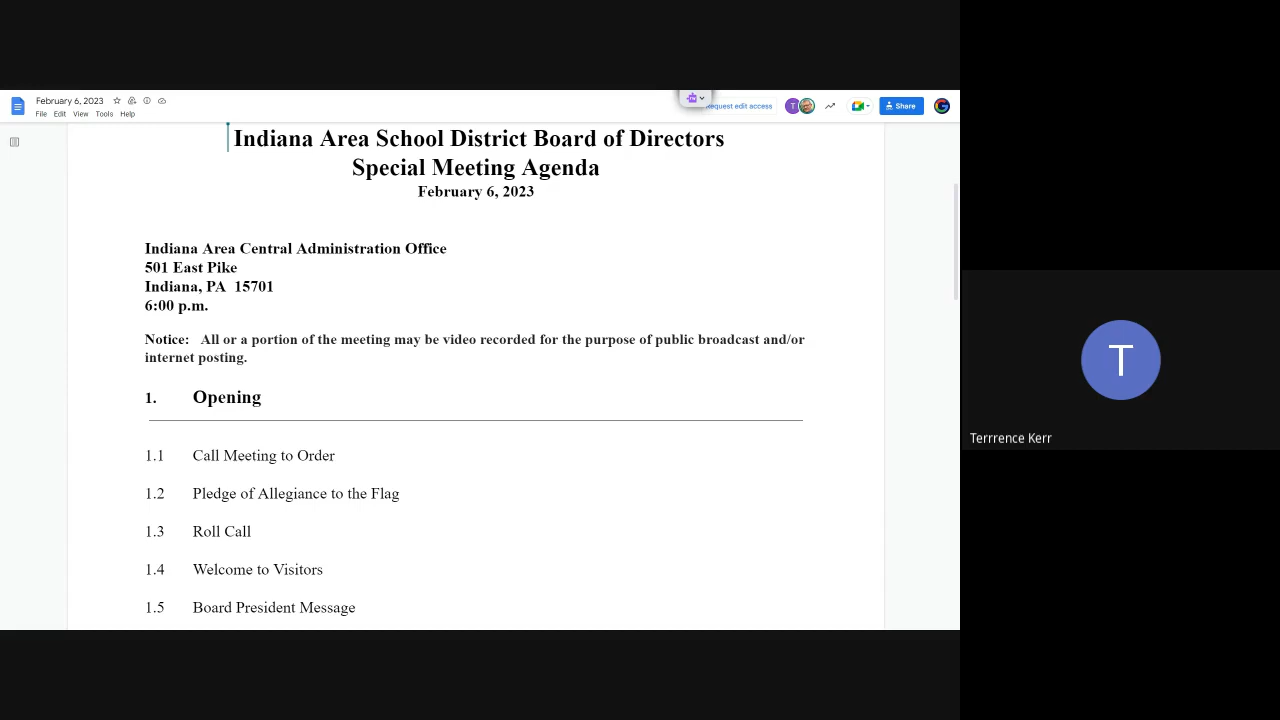 February 6, 2023
File Edit View Tools Help
Request edit access
T
Share
Indiana Area School District Board of Directors
Special Meeting Agenda
February 6, 2023
Indiana Area Central Administration Office
501 East Pike
Indiana, PA 15701
6:00 p.m.
Notice: All or a portion of the meeting may be video recorded for the purpose of public broadcast and/or
internet posting.
1. Opening
1.1 Call Meeting to Order
1.2 Pledge of Allegiance to the Flag
1.3 Roll Call
1.4 Welcome to Visitors
1.5 Board President Message
T
Terrrence Kerr